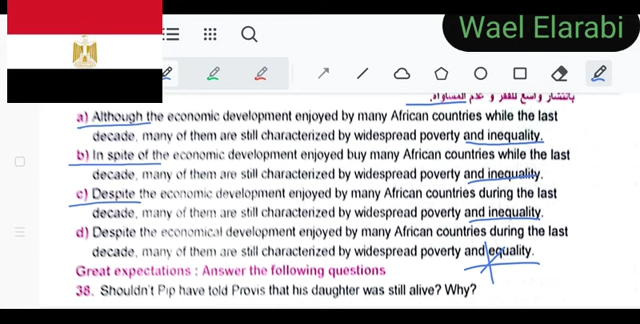 Wael Elarabi
بانتشار واسع للفقر و عدم المساواة.
a) Although the economic development enjoyed by many African countries while the last
decade, many of them are still characterized by widespread poverty and inequality.
b) In spite of the economic development enjoyed buy many African countries while the last
decade, many of them are still characterized by widespread poverty and inequality.
c) Despite the economic development enjoyed by many African countries during the last
decade, many of them are still characterized by widespread poverty and inequality.
d) Despite the economical development enjoyed by many African countries during the last
decade, many of them are still characterized by widespread poverty and equality.
Great expectations : Answer the following questions
38. Shouldn't Pip have told Provis that his daughter was still alive? Why?